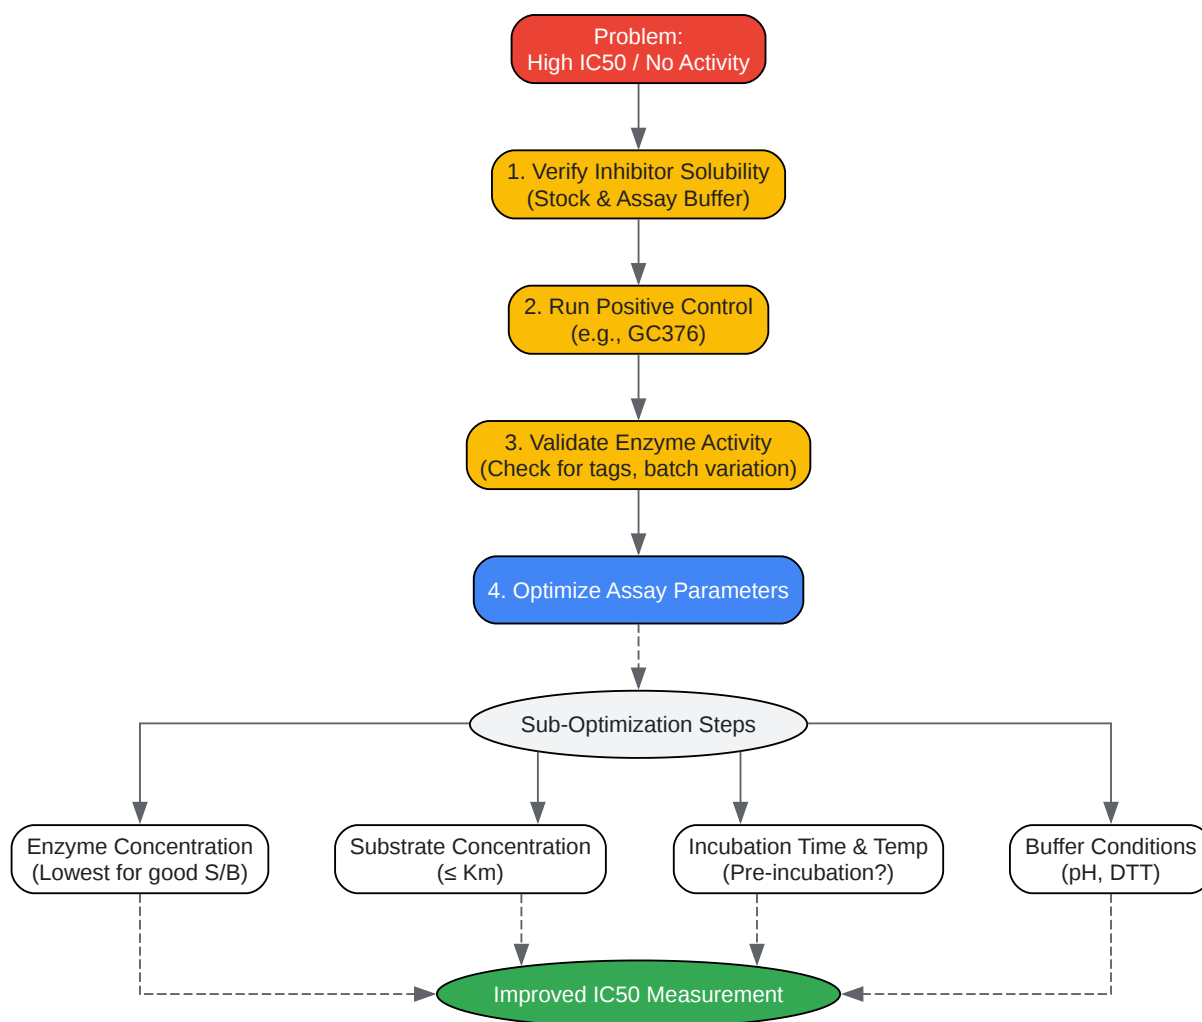 Problem:
High IC50 / No Activity
1. Verify Inhibitor Solubility
(Stock & Assay Buffer)
2. Run Positive Control
(e.g., GC376)
3. Validate Enzyme Activity
(Check for tags, batch variation)
4. Optimize Assay Parameters
Sub-Optimization Steps
Enzyme Concentration
(Lowest for good S/B)
Substrate Concentration
(≤ Km)
Incubation Time & Temp
(Pre-incubation?)
Buffer Conditions
(pH, DTT)
Improved IC50 Measurement